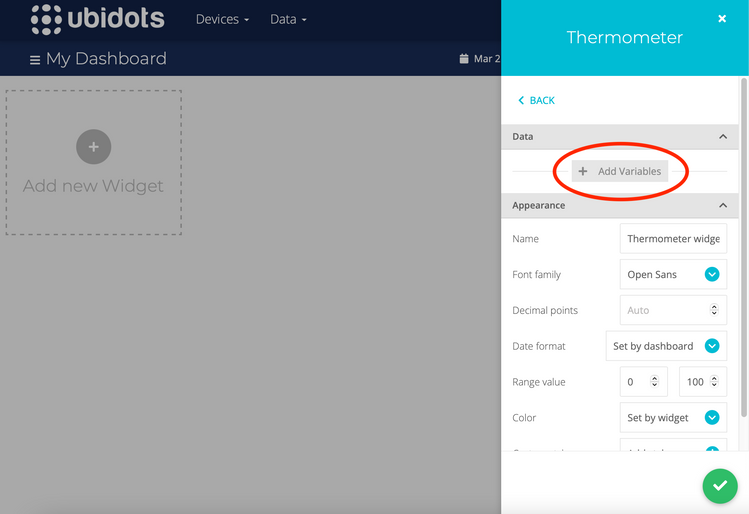 ubidots
Devices
Data
My Dashboard
Mar 2
Add new Widget
Thermometer
BACK
Data
Add Variables
Appearance
Name
Thermometer widge
Font family
Open Sans
Decimal points
Auto
Date format
Set by dashboard
Range value
0
100
Color
Set by widget